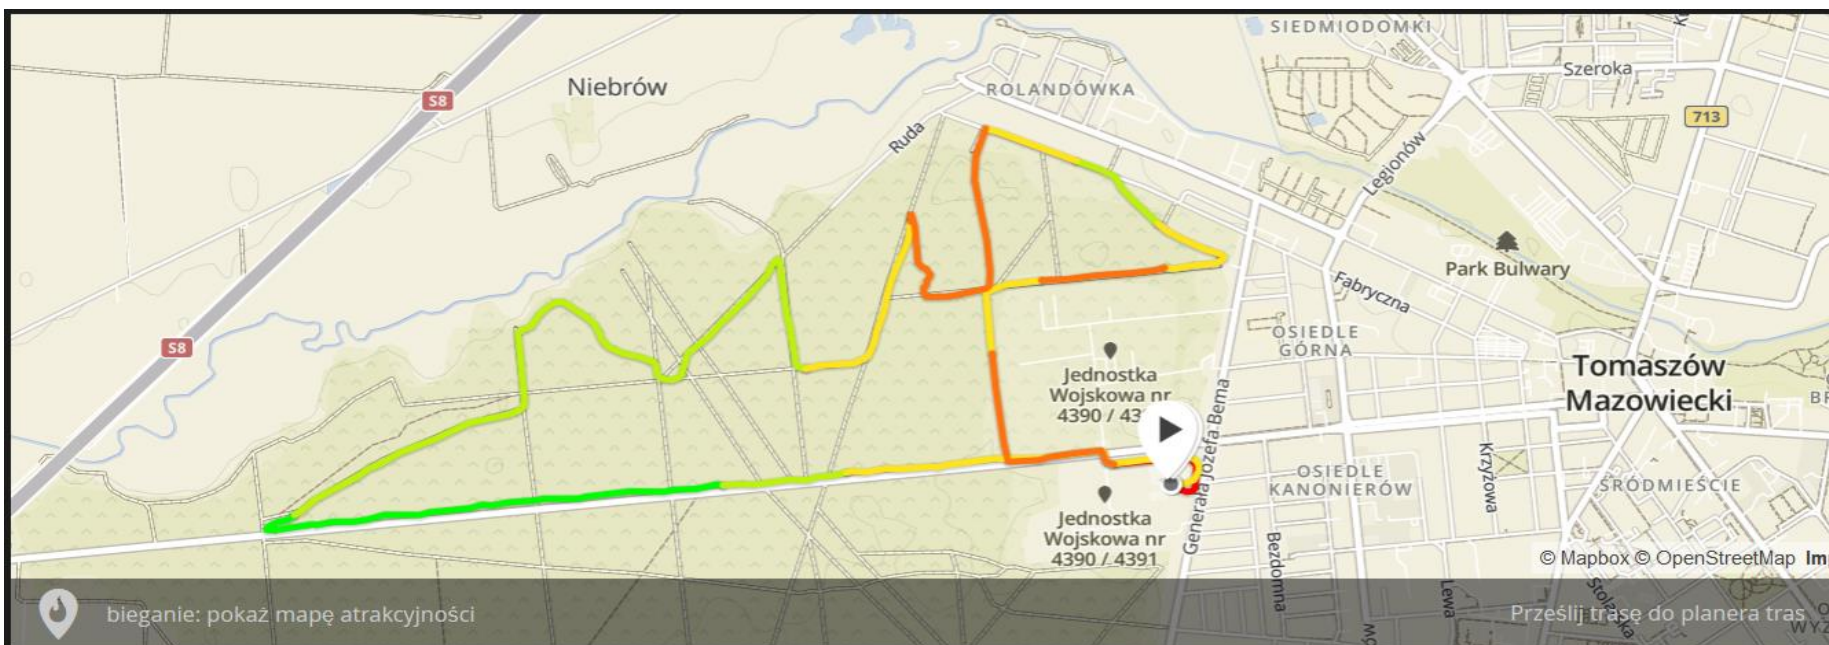 SIEDMIODOMKI
Szeroka
Niebrów
S8
ROLANDÓWKA
713
Ruda
Legionów
Park Bulwary
Fabryczna
S8
OSIEDLE
GÓRNA
Tomaszów
Mazowiecki
Jednostka
Wojskowa nr
Generała Józefa Bema
Krzyżowa
OSIEDLE
KANONIERÓW
ŚRÓDMIEŚCIE
Jednostka
Wojskowa nr
4390 / 4391
Bezdomna
© Mapbox © OpenStreetMap
Lewa
Stolarska
bieganie: pokaż mapę atrakcyjności
Prześlij trasę do planera tras